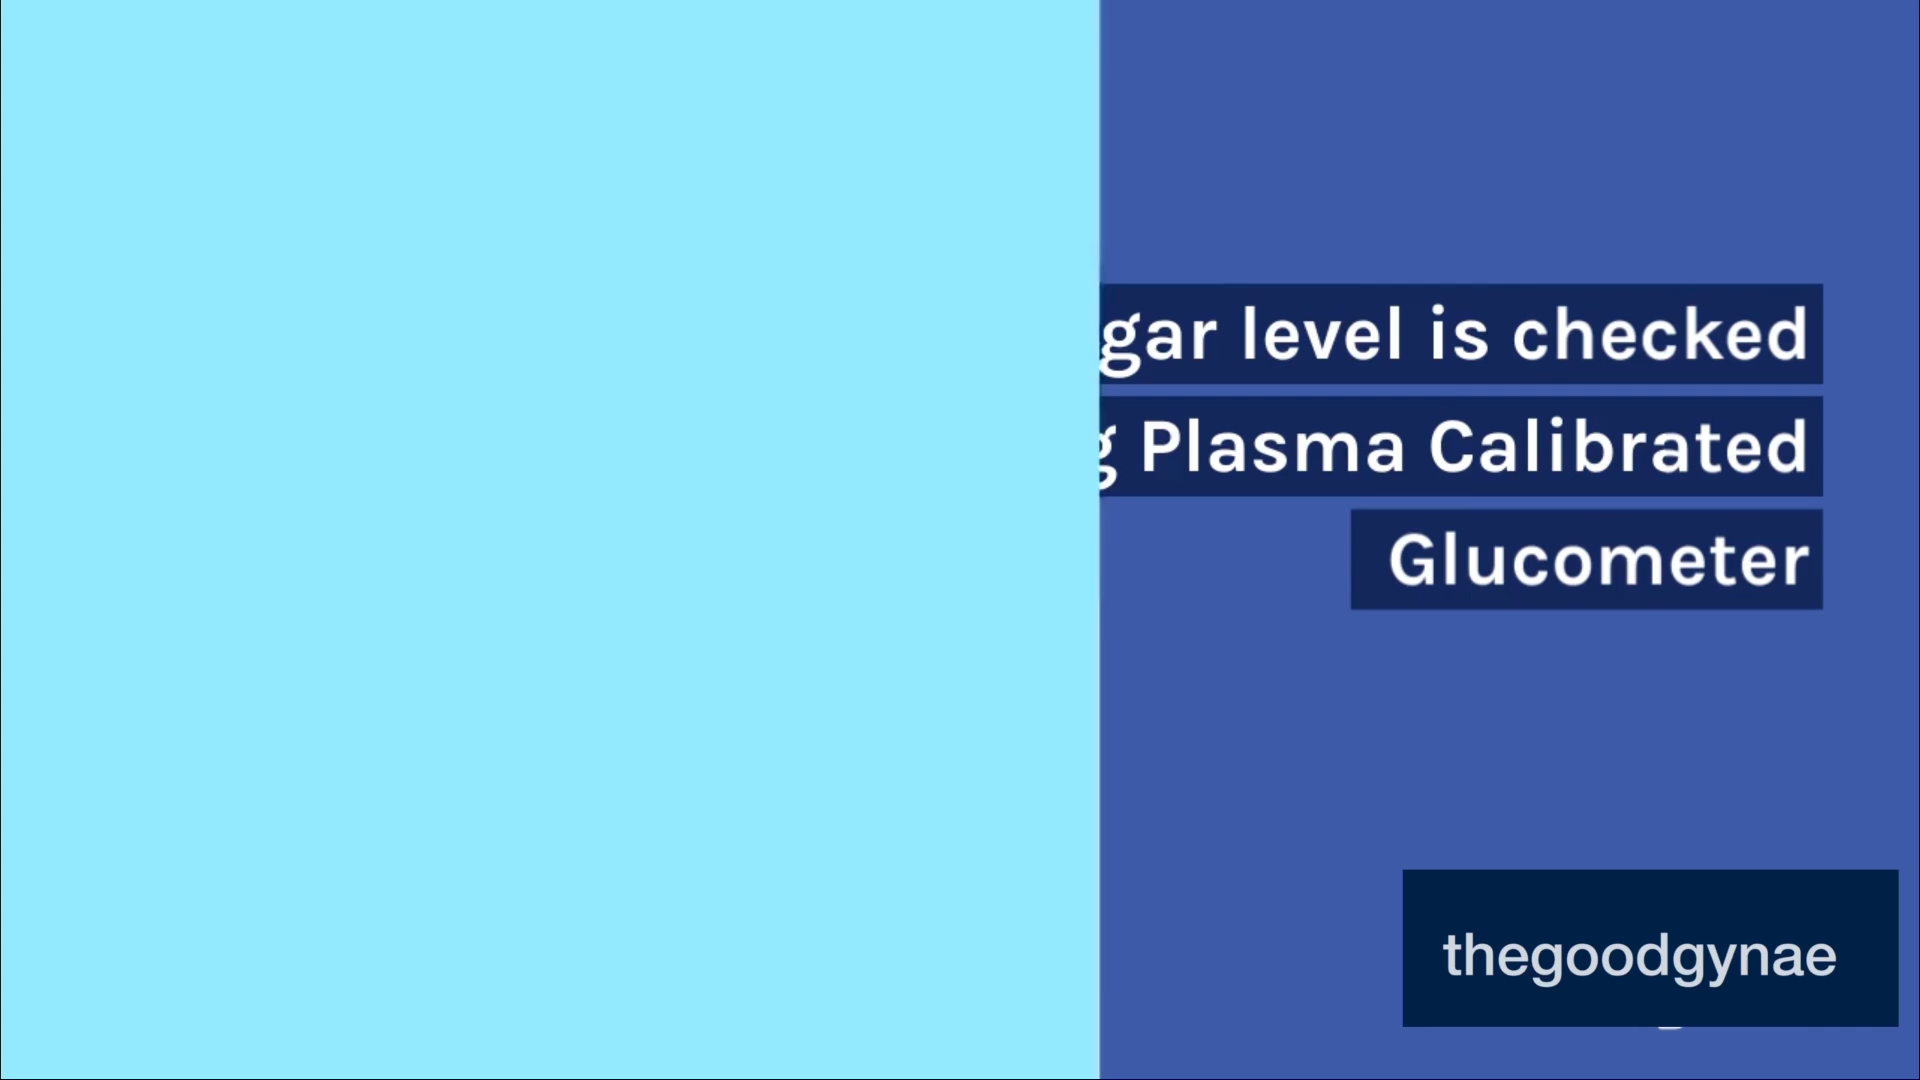 gar level is checked
g Plasma Calibrated
Glucometer
thegoodgynae